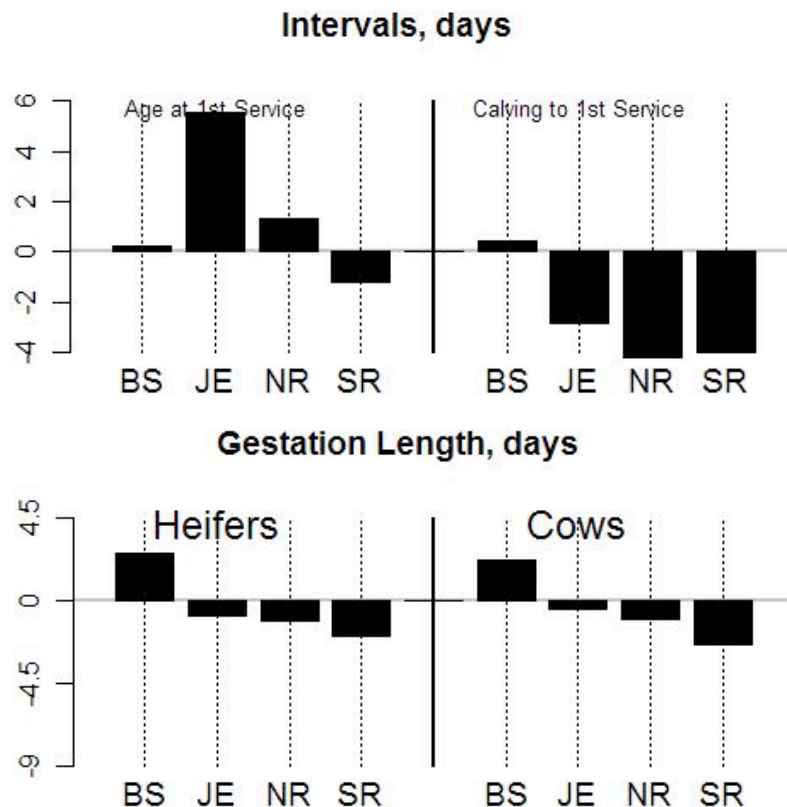 Intervals, days
Age at 1st Service
Calving to 1st Service
6
4
2
0
-2
-4
BS JE NR SR BS JE NR SR
Gestation Length, days
Heifers
Cows
4.5
0
-4.5
-9
BS JE NR SR BS JE NR SR